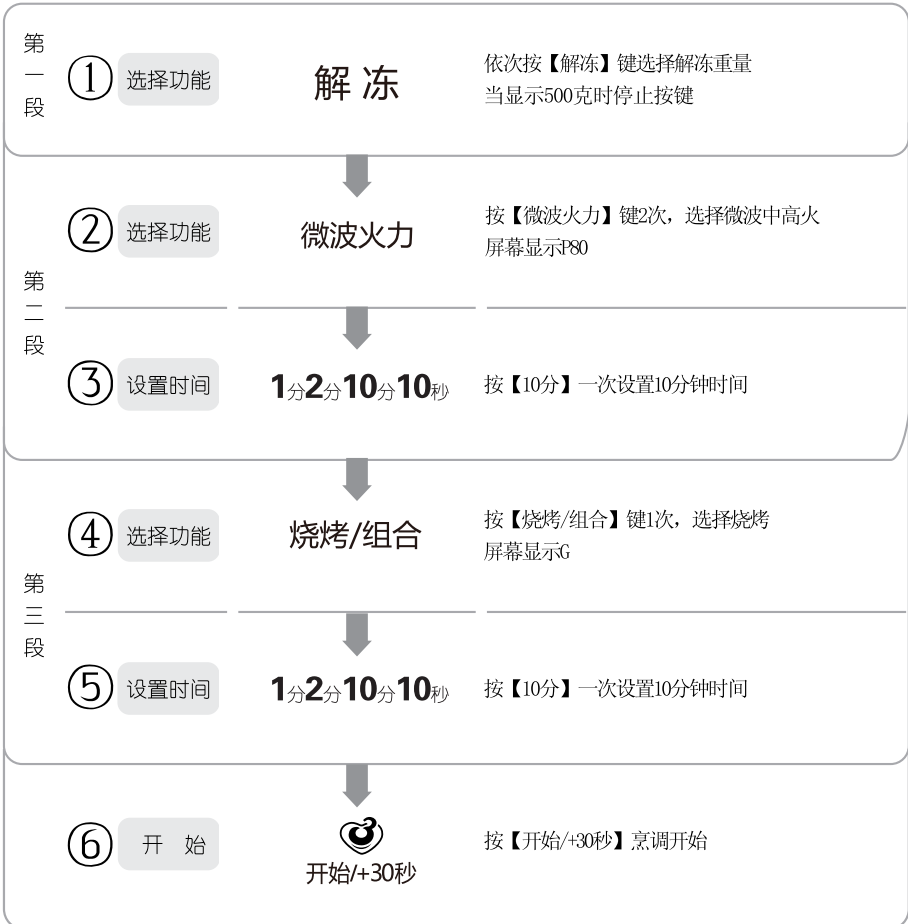 第一段
① 选择功能
解 冻
依次按【解冻】键选择解冻重量
当显示500克时停止按键
第二段
② 选择功能
微波火力
按【微波火力】键2次，选择微波中高火
屏幕显示P80
③ 设置时间
1分2分10分10秒
按【10分】一次设置10分钟时间
第三段
④ 选择功能
烧烤/组合
按【烧烤/组合】键1次，选择烧烤
屏幕显示G
⑤ 设置时间
1分2分10分10秒
按【10分】一次设置10分钟时间
⑥ 开 始
开始/+30秒
按【开始/+30秒】烹调开始